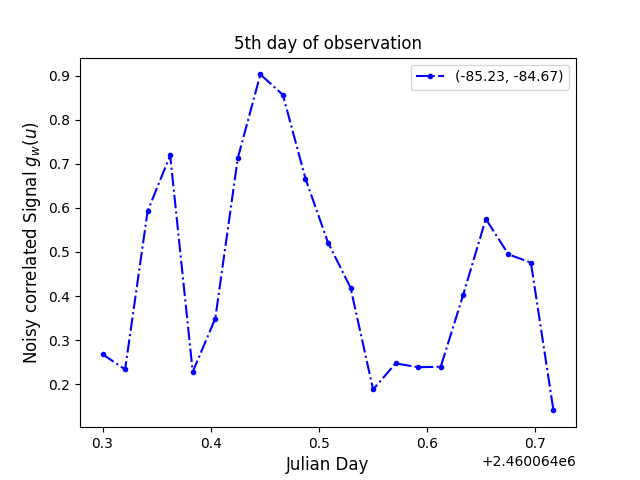 5th day of observation
(-85.23, -84.67)
Noisy correlated Signal g_w(u)
0.9
0.8
0.7
0.6
0.5
0.4
0.3
0.2
0.3 0.4 0.5 0.6 0.7
+2.460064e6
Julian Day